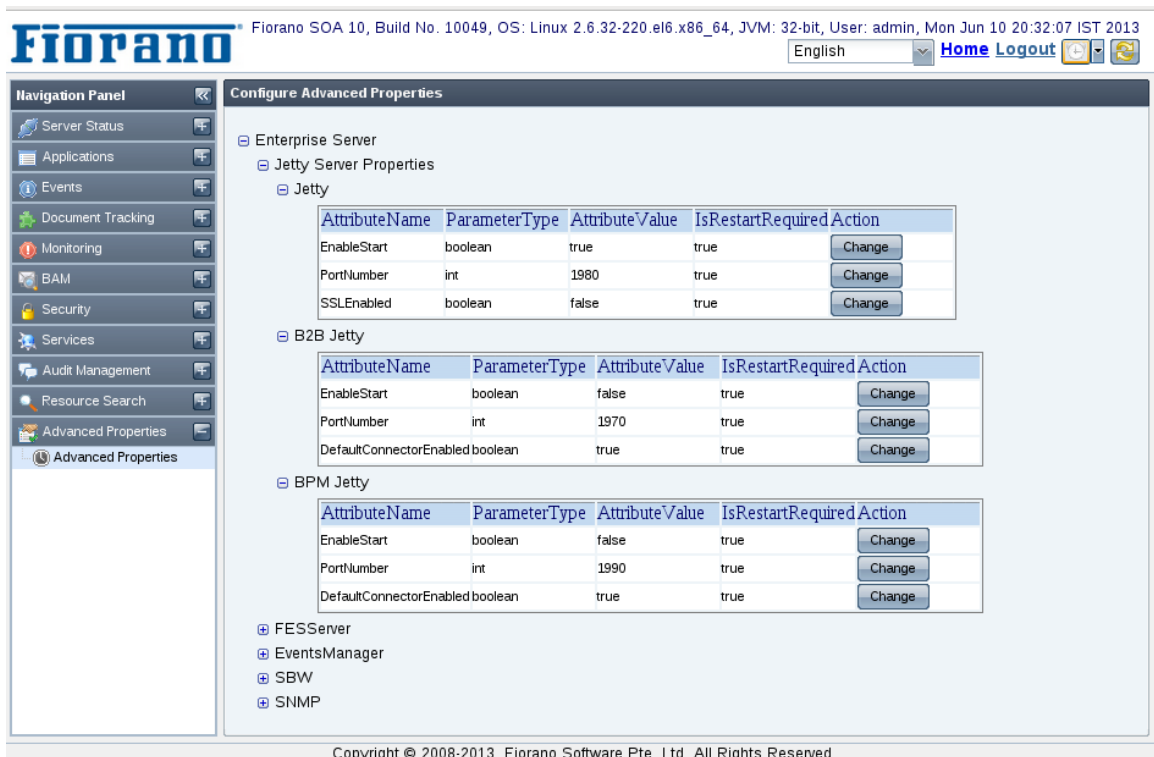 Fiorano
Fiorano SOA 10, Build No. 10049, OS: Linux 2.6.32-220.el6.x86_64, JVM: 32-bit, User: admin, Mon Jun 10 20:32:07 IST 2013
English Home Logout
Navigation Panel
Server Status
Applications
Events
Document Tracking
Monitoring
BAM
Security
Services
Audit Management
Resource Search
Advanced Properties
Advanced Properties
Configure Advanced Properties
Enterprise Server
Jetty Server Properties
Jetty
AttributeName ParameterType AttributeValue IsRestartRequired Action
EnableStart boolean true true Change
PortNumber int 1980 true Change
SSLEnabled boolean false true Change
B2B Jetty
AttributeName ParameterType AttributeValue IsRestartRequired Action
EnableStart boolean false true Change
PortNumber int 1970 true Change
DefaultConnectorEnabled boolean true true Change
BPM Jetty
AttributeName ParameterType AttributeValue IsRestartRequired Action
EnableStart boolean false true Change
PortNumber int 1990 true Change
DefaultConnectorEnabled boolean true true Change
FESServer
EventsManager
SBW
SNMP
Copyright © 2008-2013, Fiorano Software Pte. Ltd. All Rights Reserved